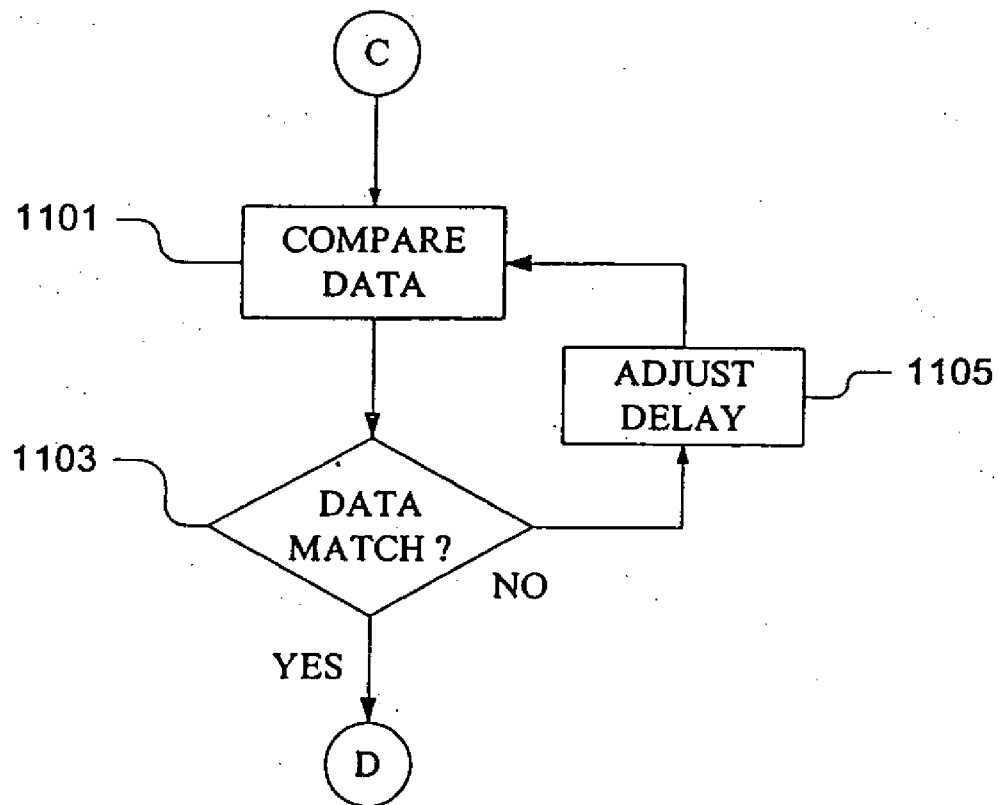 C
1101
COMPARE
DATA
ADJUST
DELAY
1105
1103
DATA
MATCH ?
NO
YES
D